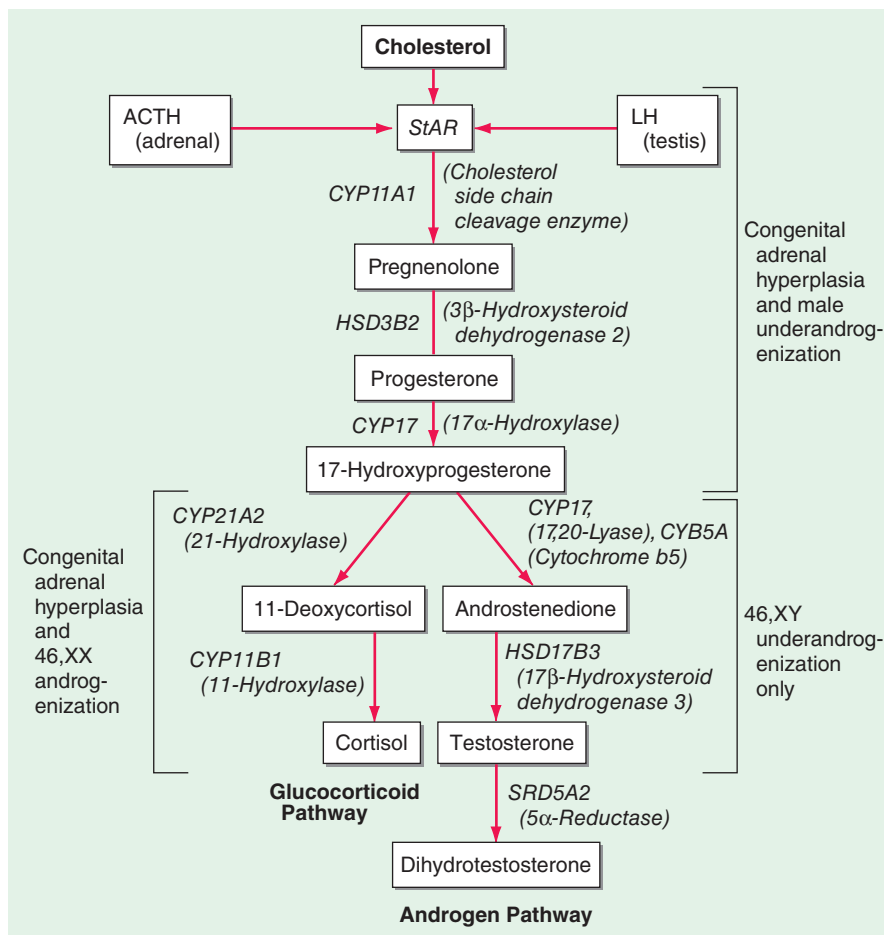 Cholesterol
ACTH
(adrenal)
StAR
LH
(testis)
CYP11A1
(Cholesterol
side chain
cleavage enzyme)
Pregnenolone
HSD3B2
(3β-Hydroxysteroid
dehydrogenase 2)
Progesterone
CYP17
(17α-Hydroxylase)
17-Hydroxyprogesterone
Congenital
adrenal
hyperplasia
and male
underandrog-
enization
CYP21A2
(21-Hydroxylase)
CYP17,
(17,20-Lyase), CYB5A
(Cytochrome b5)
Congenital
adrenal
hyperplasia
and
46,XX
androg-
enization
11-Deoxycortisol
Androstenedione
46,XY
underandrog-
enization
only
CYP11B1
(11-Hydroxylase)
HSD17B3
(17β-Hydroxysteroid
dehydrogenase 3)
Cortisol
Testosterone
Glucocorticoid
Pathway
SRD5A2
(5α-Reductase)
Dihydrotestosterone
Androgen Pathway